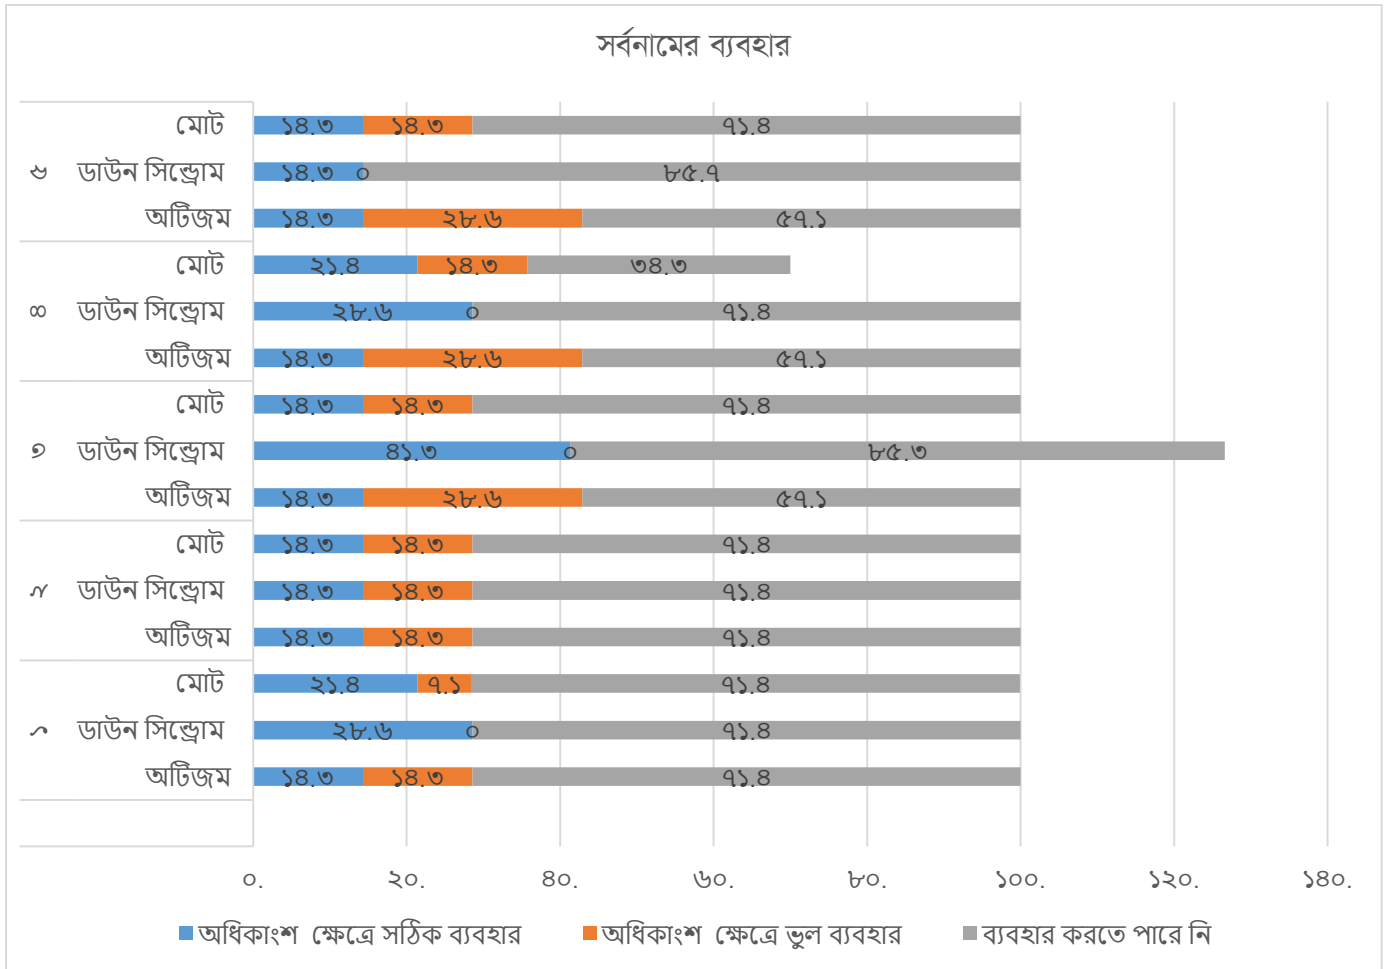 সর্বনামের ব্যবহার
৫
মোট ১৪.৩ ১৪.৩ ৭১.৪
ডাউন সিন্ড্রোম ১৪.৩ ০ ৮৫.৭
অটিজম ১৪.৩ ২৮.৬ ৫৭.১
৪
মোট ২১.৪ ১৪.৩ ৩৪.৩
ডাউন সিন্ড্রোম ২৮.৬ ০ ৭১.৪
অটিজম ১৪.৩ ২৮.৬ ৫৭.১
৩
মোট ১৪.৩ ১৪.৩ ৭১.৪
ডাউন সিন্ড্রোম ৪১.৩ ০ ৮৫.৩
অটিজম ১৪.৩ ২৮.৬ ৫৭.১
২
মোট ১৪.৩ ১৪.৩ ৭১.৪
ডাউন সিন্ড্রোম ১৪.৩ ১৪.৩ ৭১.৪
অটিজম ১৪.৩ ১৪.৩ ৭১.৪
১
মোট ২১.৪ ৭.১ ৭১.৪
ডাউন সিন্ড্রোম ২৮.৬ ০ ৭১.৪
অটিজম ১৪.৩ ১৪.৩ ৭১.৪
০. ২০. ৪০. ৬০. ৮০. ১০০. ১২০. ১৪০.
অধিকাংশ ক্ষেত্রে সঠিক ব্যবহার অধিকাংশ ক্ষেত্রে ভুল ব্যবহার ব্যবহার করতে পারে নি